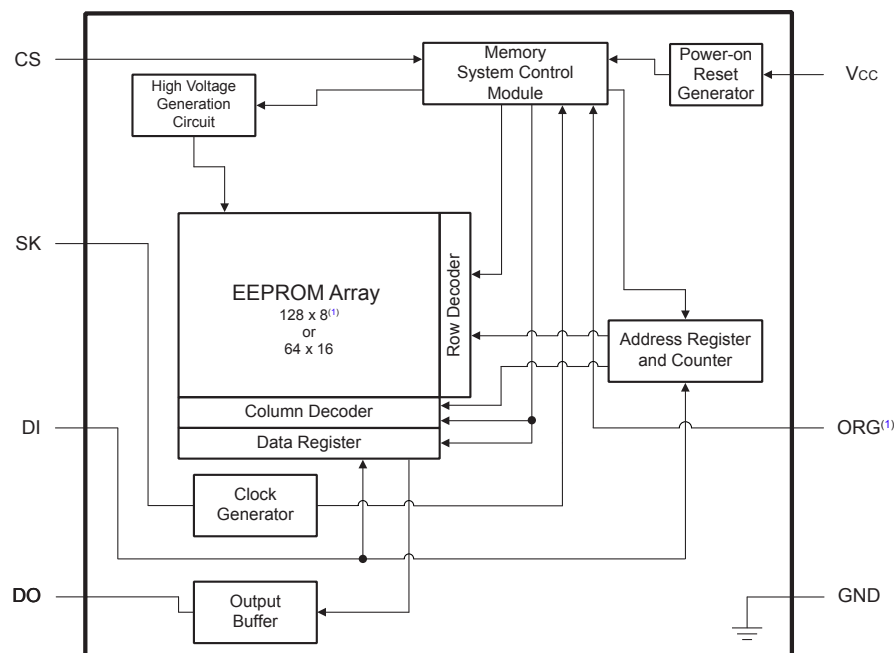 CS
Memory
System Control
Module
Power-on
Reset
Generator
VCC
High Voltage
Generation
Circuit
SK
EEPROM Array
128 x 8(1)
or
64 x 16
Row Decoder
Address Register
and Counter
Column Decoder
DI
ORG(1)
Data Register
Clock
Generator
DO
Output
Buffer
GND